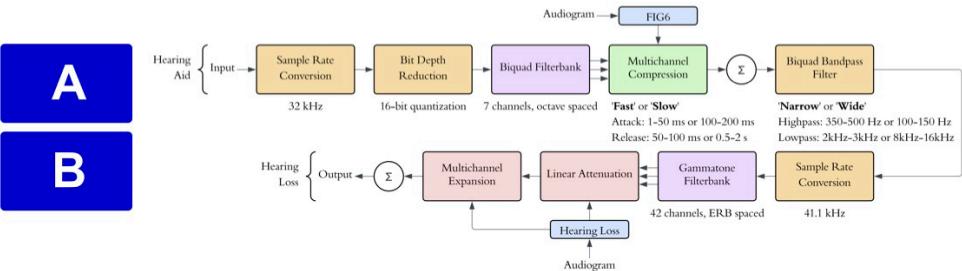 A
B
Audiogram
FIG6
Hearing
Aid
Input
Sample Rate
Conversion
32 kHz
Bit Depth
Reduction
16-bit quantization
Biquad Filterbank
7 channels, octave spaced
Multichannel
Compression
'Fast' or 'Slow'
Attack: 1-50 ms or 100-200 ms
Release: 50-100 ms or 0.5-2 s
Σ
Biquad Bandpass
Filter
'Narrow' or 'Wide'
Highpass: 350-500 Hz or 100-150 Hz
Lowpass: 2kHz-3kHz or 8kHz-16kHz
Hearing
Loss
Output
Σ
Multichannel
Expansion
Linear Attenuation
Gammatone
Filterbank
42 channels, ERB spaced
Sample Rate
Conversion
41.1 kHz
Hearing Loss
Audiogram